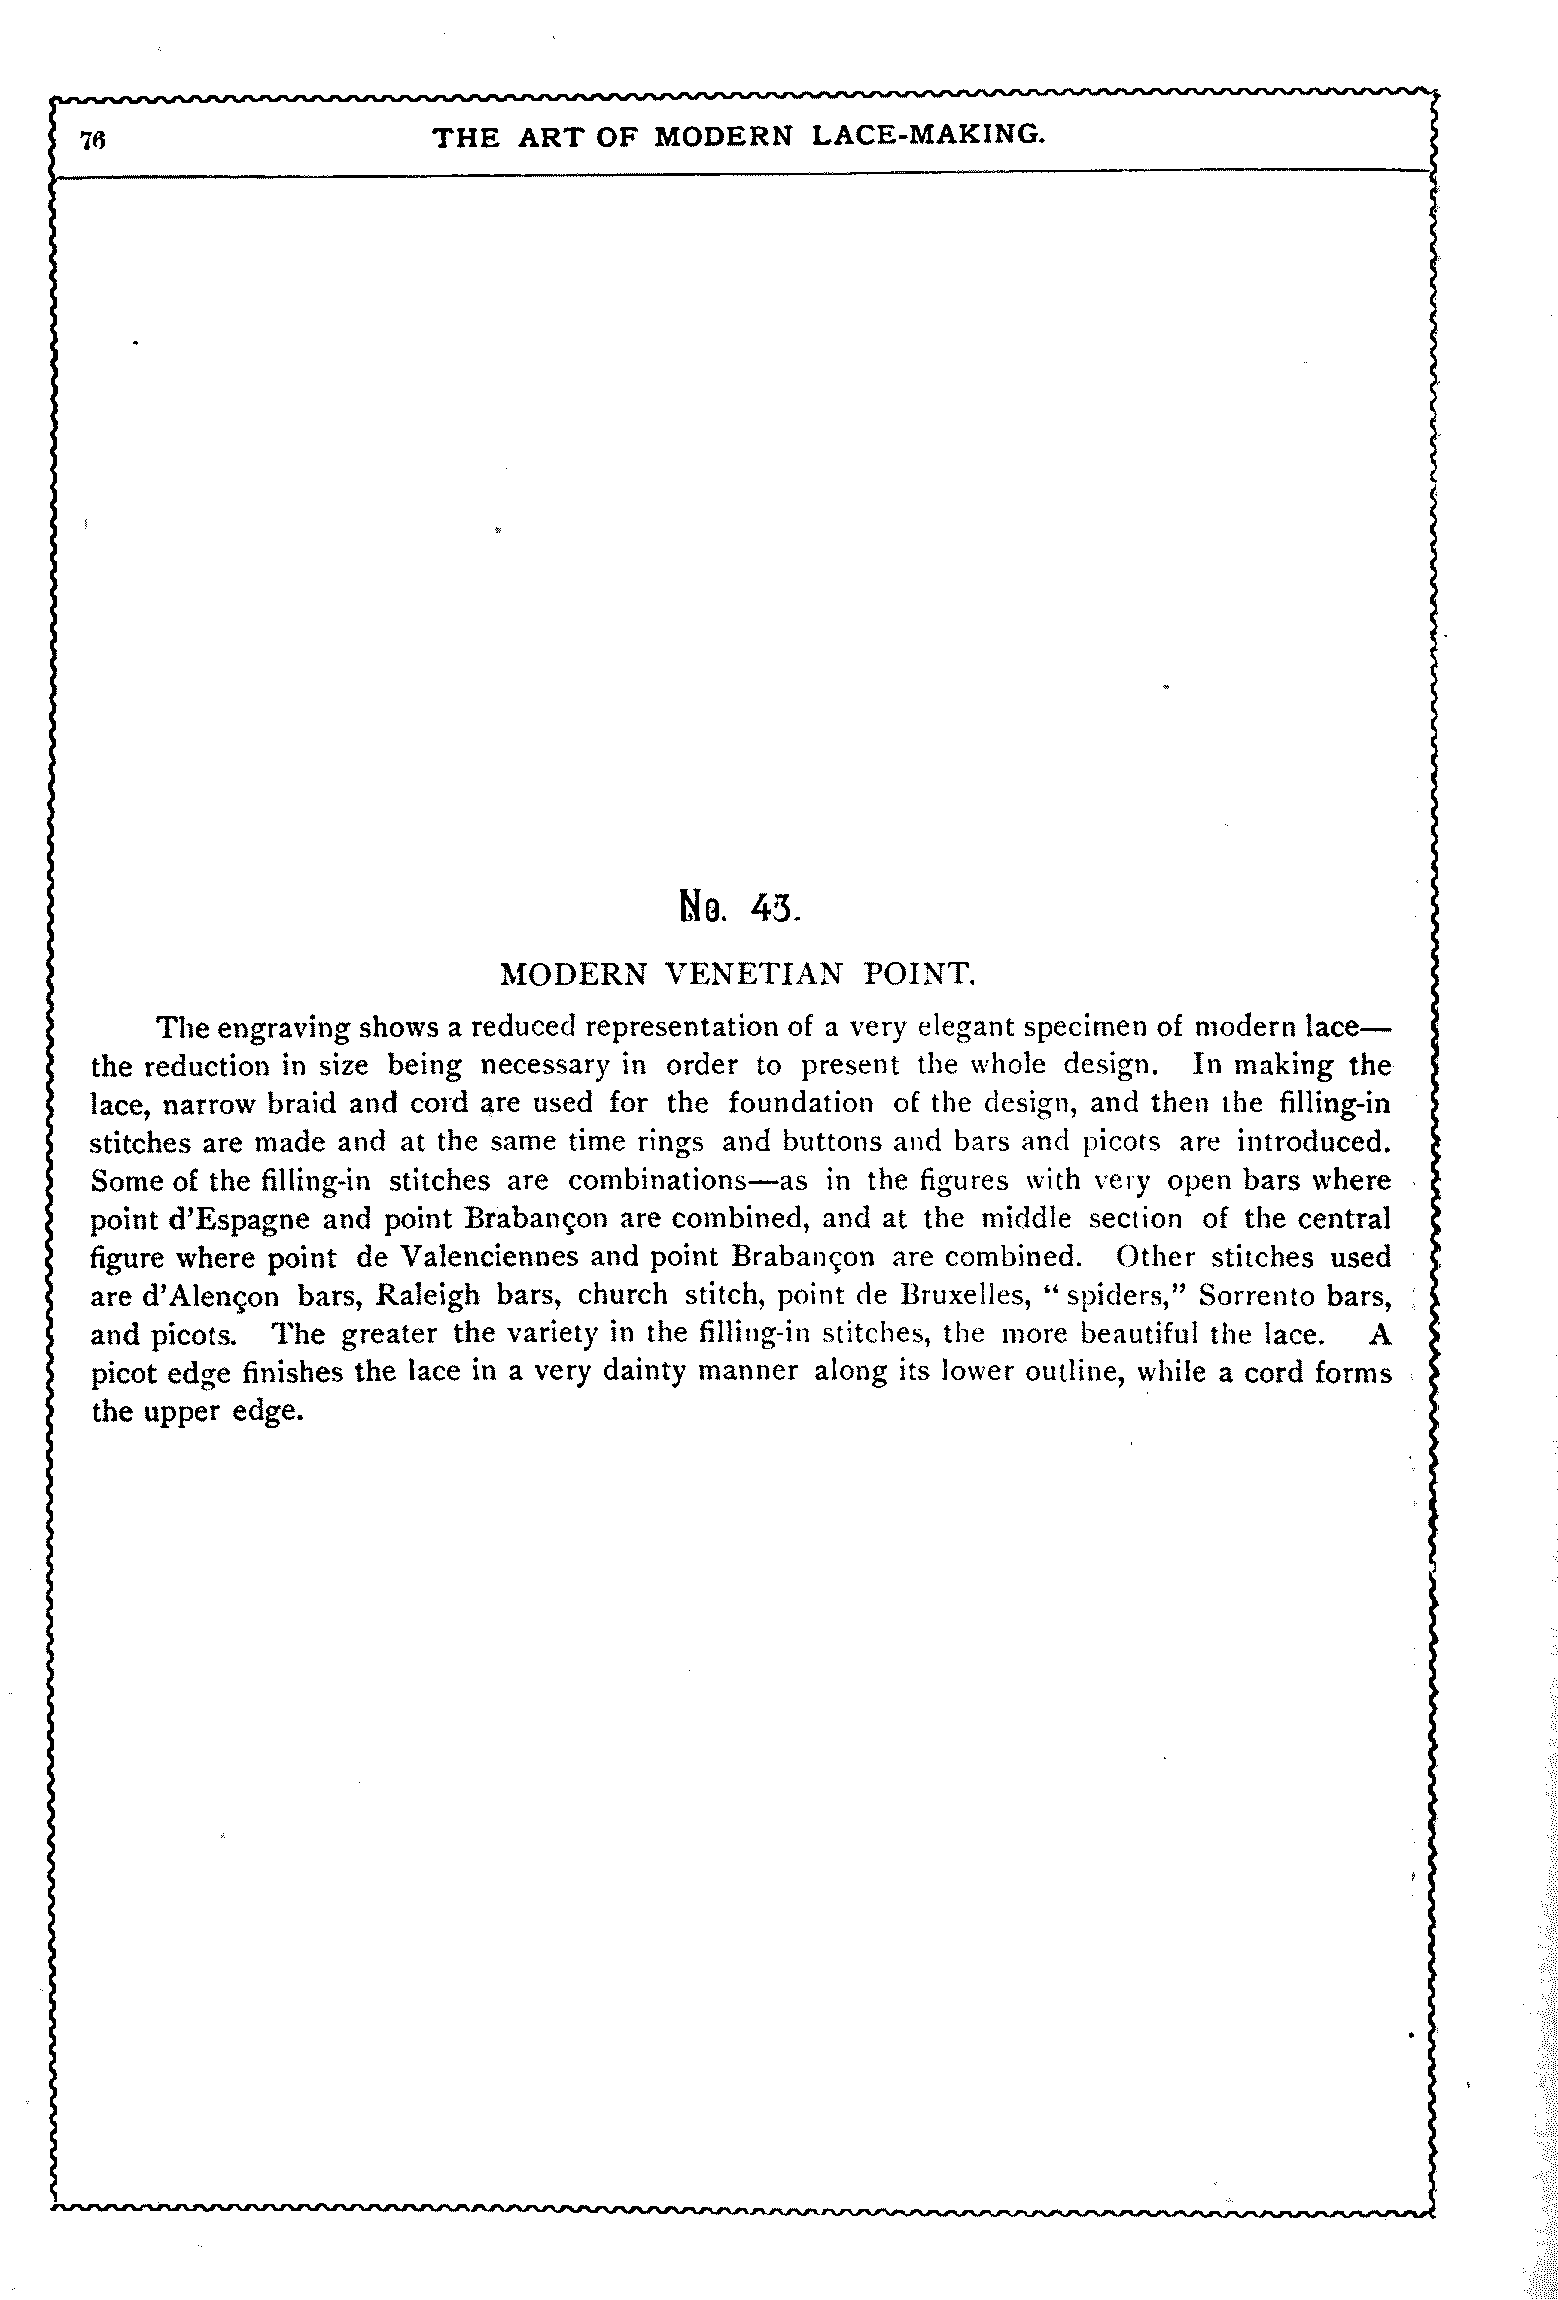 76 THE ART OF MODERN LACE-MAKING.
No. 43.
MODERN VENETIAN POINT.
The engraving shows a reduced representation of a very elegant specimen of modern lace—
the reduction in size being necessary in order to present the whole design. In making the
lace, narrow braid and cord are used for the foundation of the design, and then the filling-in
stitches are made and at the same time rings and buttons and bars and picots are introduced.
Some of the filling-in stitches are combinations—as in the figures with very open bars where
point d'Espagne and point Brabançon are combined, and at the middle section of the central
figure where point de Valenciennes and point Brabançon are combined. Other stitches used
are d'Alençon bars, Raleigh bars, church stitch, point de Bruxelles, "spiders," Sorrento bars,
and picots. The greater the variety in the filling-in stitches, the more beautiful the lace. A
picot edge finishes the lace in a very dainty manner along its lower outline, while a cord forms
the upper edge.